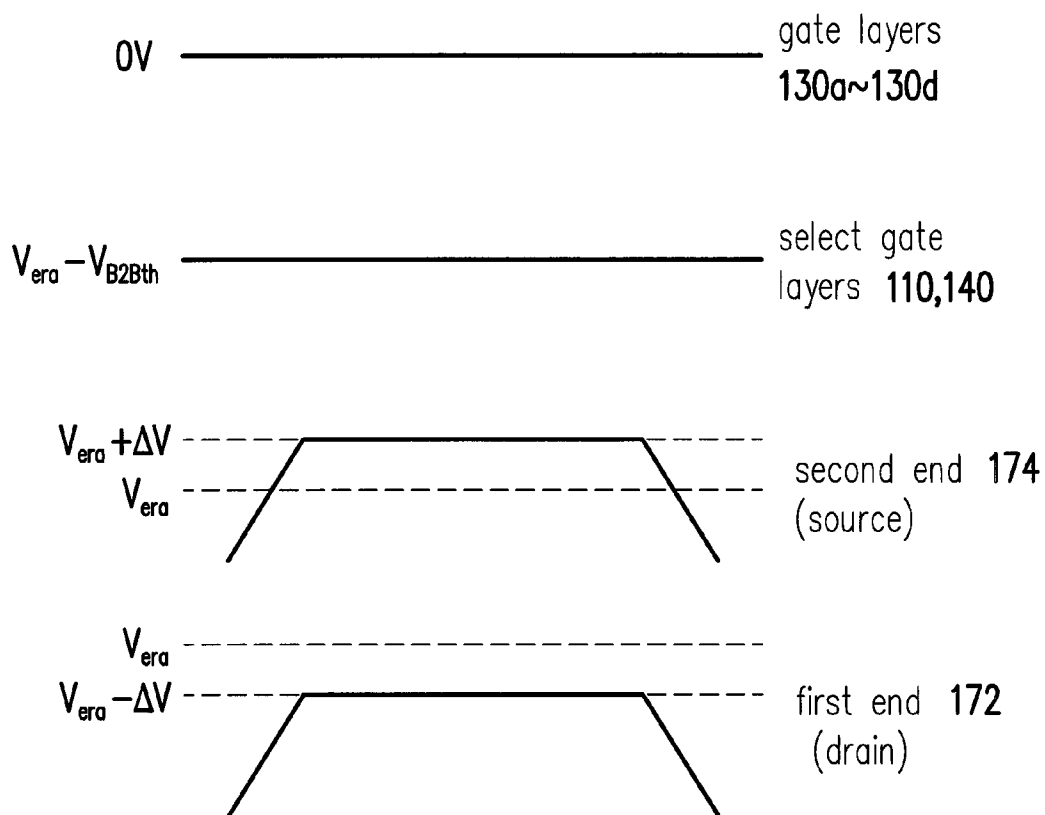 0V
gate layers
130a~130d
V_era − V_B2Bth
select gate
layers 110,140
V_era + ΔV
V_era
second end 174
(source)
V_era
V_era − ΔV
first end 172
(drain)